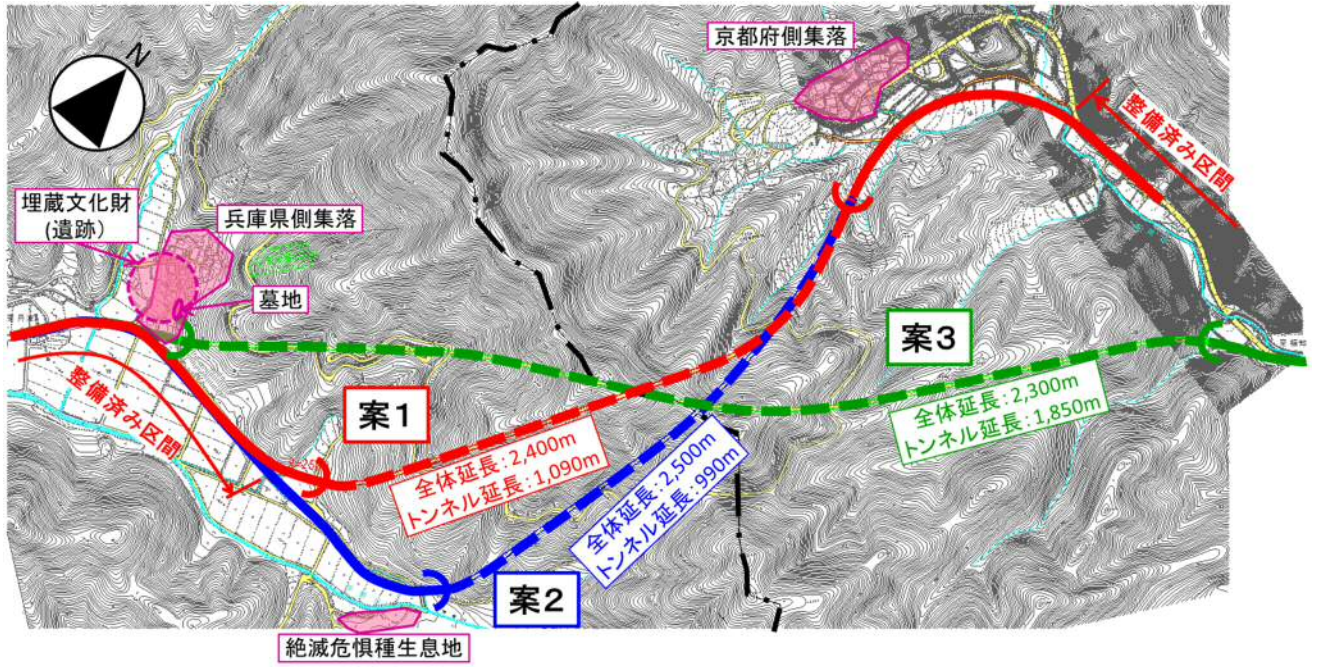 京都府側集落
N
整備済み区間
埋蔵文化財
(遺跡)
兵庫県側集落
墓地
案3
整備済み区間
案1
全体延長:2,300m
トンネル延長:1,850m
全体延長:2,400m
トンネル延長:1,090m
全体延長:2,500m
トンネル延長:990m
案2
絶滅危惧種生息地